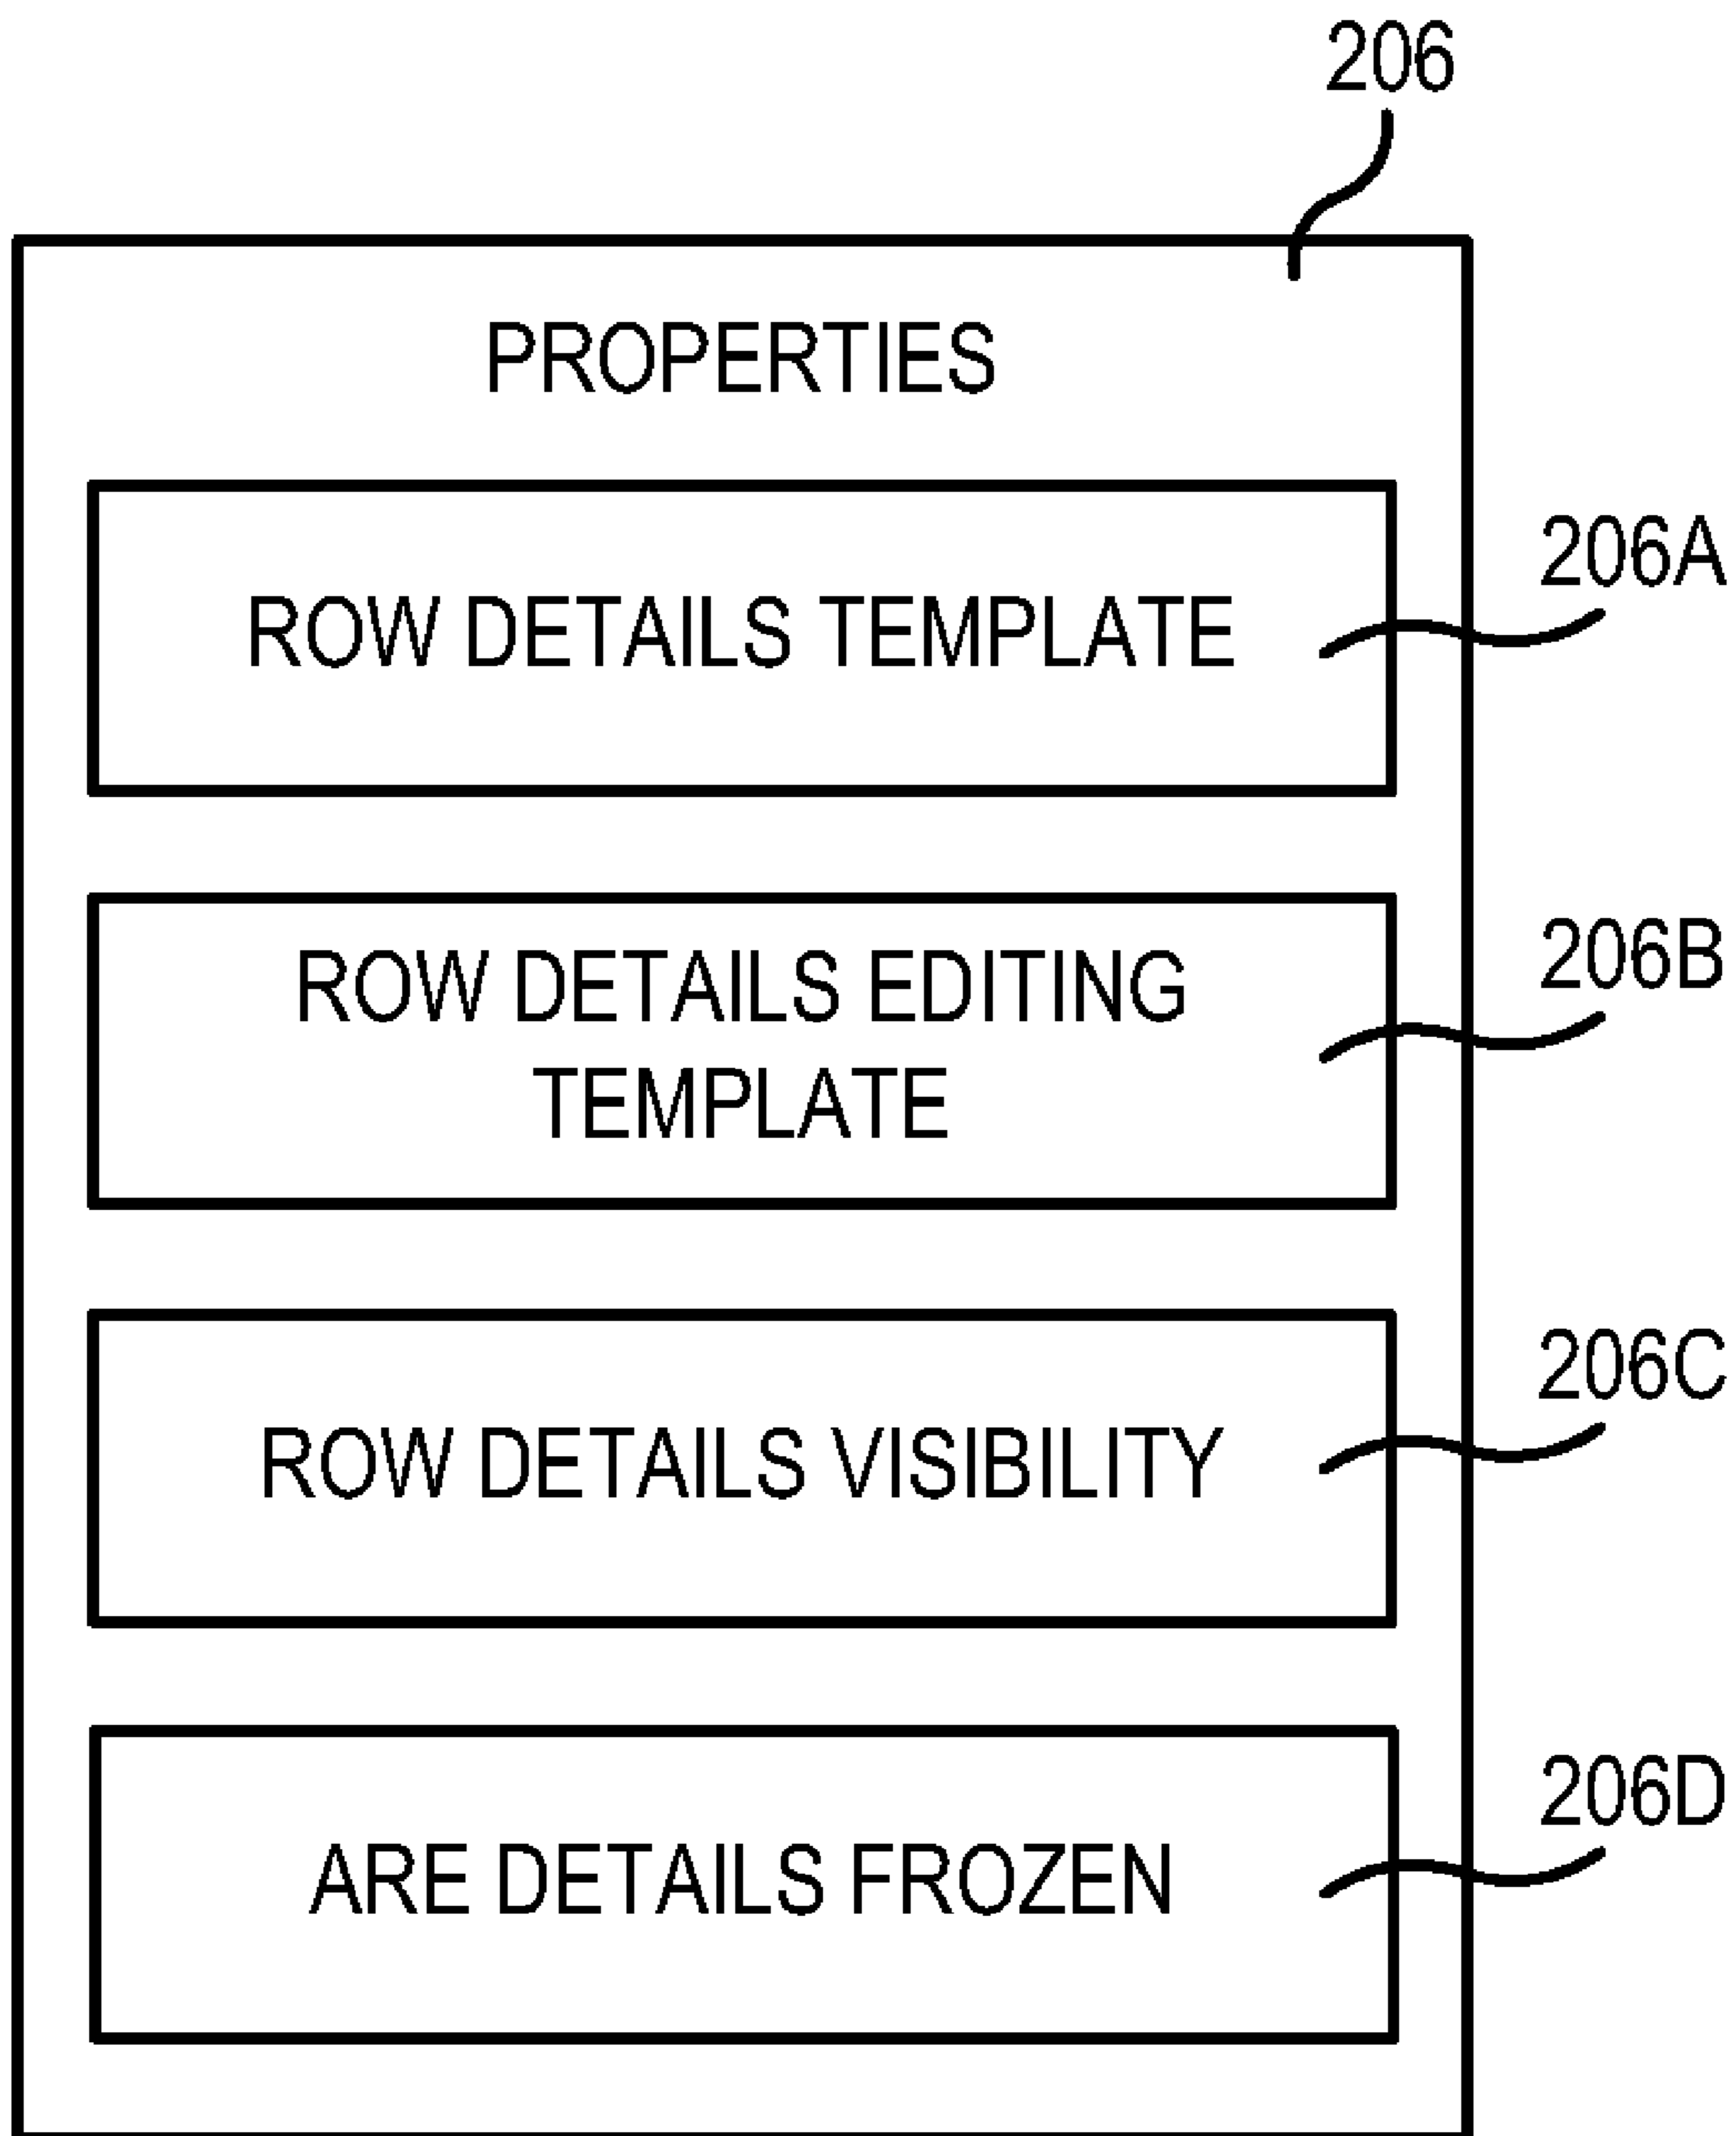 206
PROPERTIES
ROW DETAILS TEMPLATE
206A
ROW DETAILS EDITING
TEMPLATE
206B
ROW DETAILS VISIBILITY
206C
ARE DETAILS FROZEN
206D